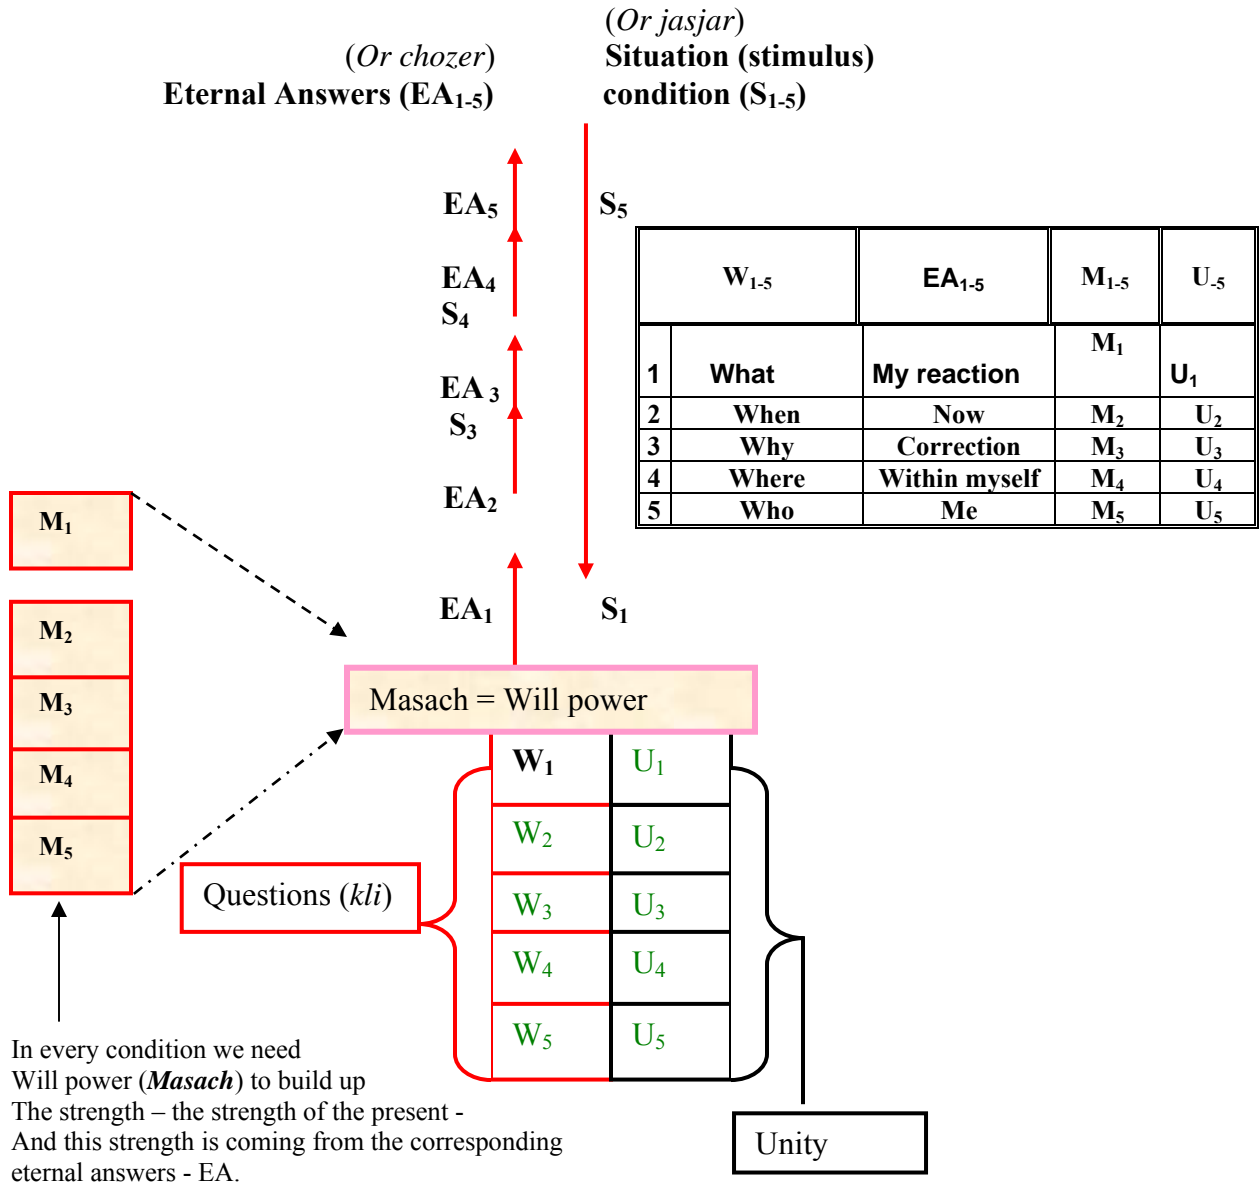 (Or jasjar)
(Or chozer) Situation (stimulus)
Eternal Answers (EA1-5) condition (S1-5)
EA5 S5
EA4
S4
EA 3
S3
EA2
EA1 S1
W1-5 EA1-5 M1-5 U-5
1 What My reaction M1 U1
2 When Now M2 U2
3 Why Correction M3 U3
4 Where Within myself M4 U4
5 Who Me M5 U5
M1
M2
M3
M4
M5
Masach = Will power
W1 U1
W2 U2
W3 U3
W4 U4
W5 U5
Questions (kli)
Unity
In every condition we need
Will power (Masach) to build up
The strength – the strength of the present -
And this strength is coming from the corresponding
eternal answers - EA.